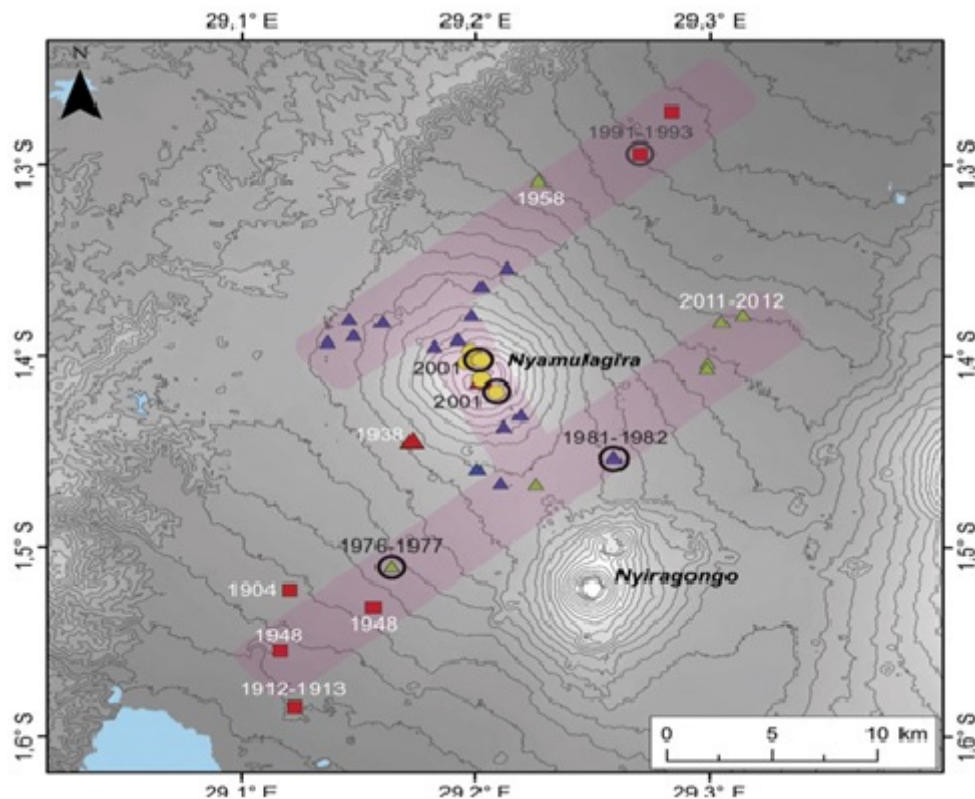 29,1° E
29,2° E
29,3° E
N
1991-1993
1,3° S
1,3° S
1958
2011-2012
1,4° S
Nyamulagira
1,4° S
2001
2001
1938
1981-1982
1976-1977
1,5° S
1,5° S
Nyiragongo
1904
1948
1948
1912-1913
1,6° S
1,6° S
0
5
10 km
29,1° E
29,2° E
29,3° E